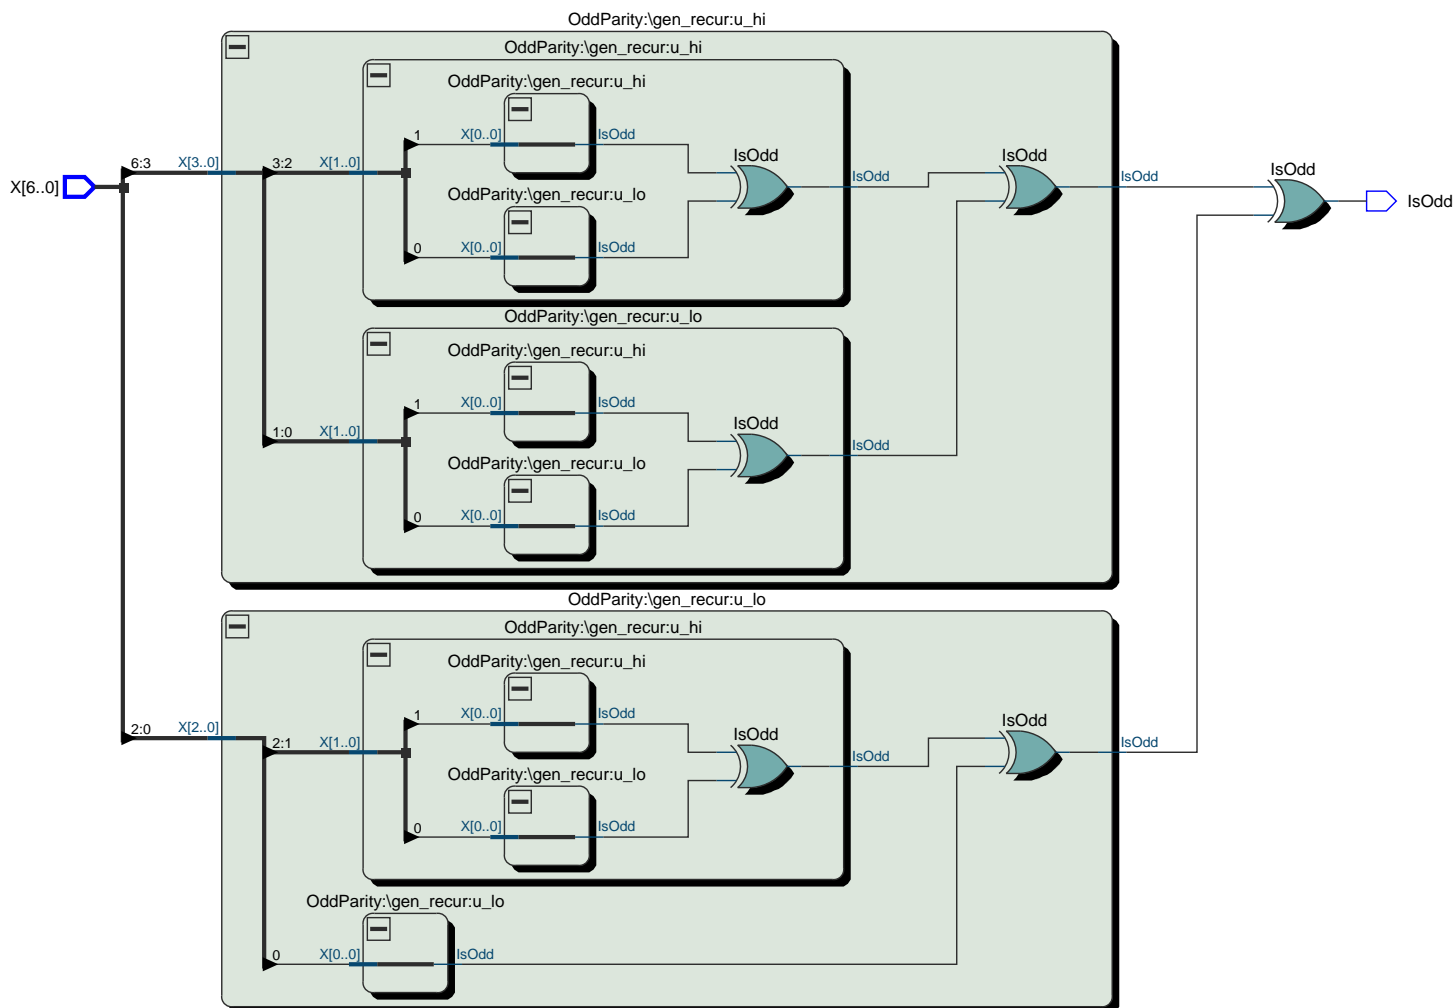 OddParity:\gen_recur:u_hi
OddParity:\gen_recur:u_hi
OddParity:\gen_recur:u_hi
1 X[0..0] IsOdd
IsOdd IsOdd
IsOdd
6:3 X[3..0] 3:2 X[1..0]
IsOdd IsOdd
X[6..0]
OddParity:\gen_recur:u_lo
IsOdd
0 X[0..0] IsOdd
OddParity:\gen_recur:u_lo
OddParity:\gen_recur:u_hi
1 X[0..0] IsOdd
IsOdd
1:0 X[1..0] IsOdd
OddParity:\gen_recur:u_lo
0 X[0..0] IsOdd
OddParity:\gen_recur:u_lo
OddParity:\gen_recur:u_hi
OddParity:\gen_recur:u_hi
1 X[0..0] IsOdd
IsOdd IsOdd
2:0 X[2..0] 2:1 X[1..0] IsOdd IsOdd
OddParity:\gen_recur:u_lo
0 X[0..0] IsOdd
OddParity:\gen_recur:u_lo
0 X[0..0] IsOdd